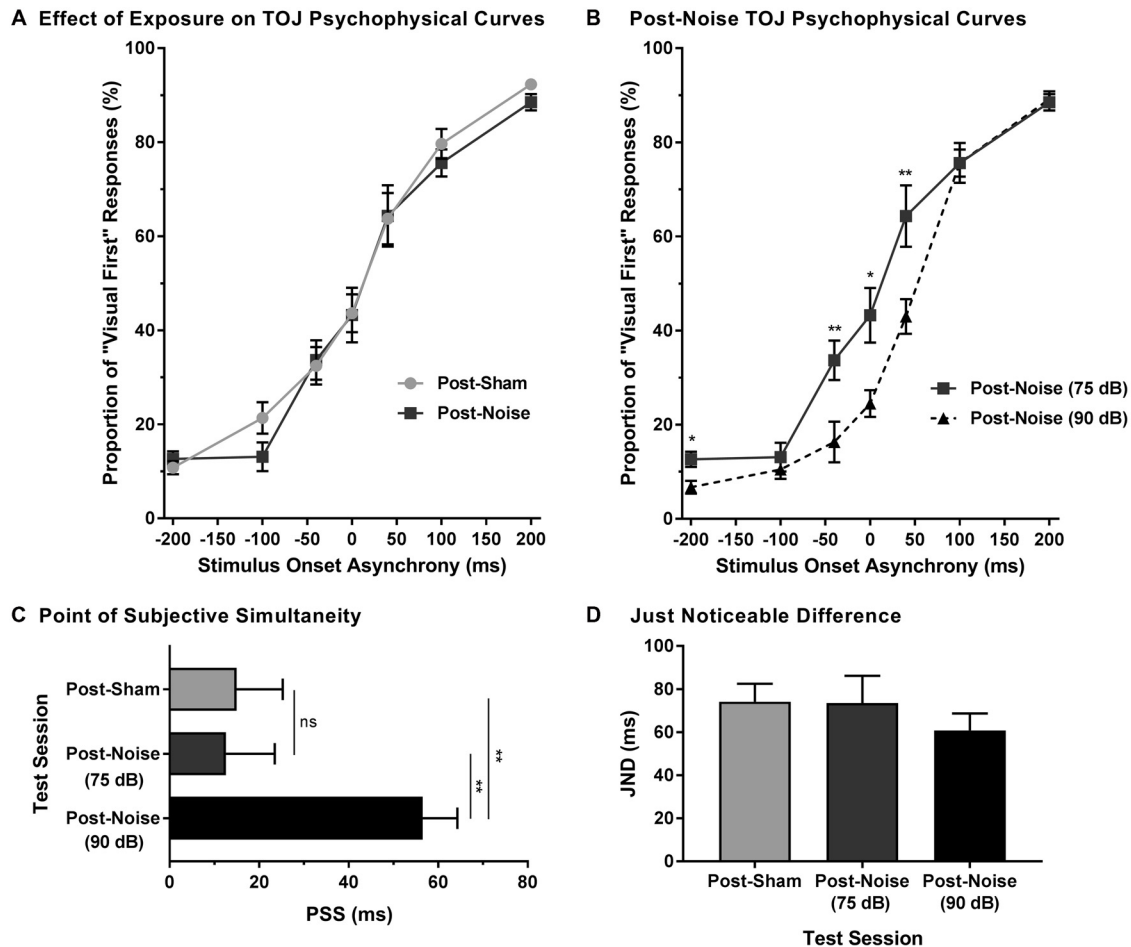 A Effect of Exposure on TOJ Psychophysical Curves
Proportion of "Visual First" Responses (%)
100
80
60
40
20
0
-200
-150
-100
-50
0
50
100
150
200
Stimulus Onset Asynchrony (ms)
Post-Sham
Post-Noise
B Post-Noise TOJ Psychophysical Curves
Proportion of "Visual First" Responses (%)
100
80
60
40
20
0
*
**
*
**
-200
-150
-100
-50
0
50
100
150
200
Stimulus Onset Asynchrony (ms)
Post-Noise (75 dB)
Post-Noise (90 dB)
C Point of Subjective Simultaneity
Test Session
Post-Sham
Post-Noise
(75 dB)
Post-Noise
(90 dB)
ns
**
**
0
20
40
60
80
PSS (ms)
D Just Noticeable Difference
JND (ms)
100
80
60
40
20
0
Post-Sham
Post-Noise
(75 dB)
Post-Noise
(90 dB)
Test Session